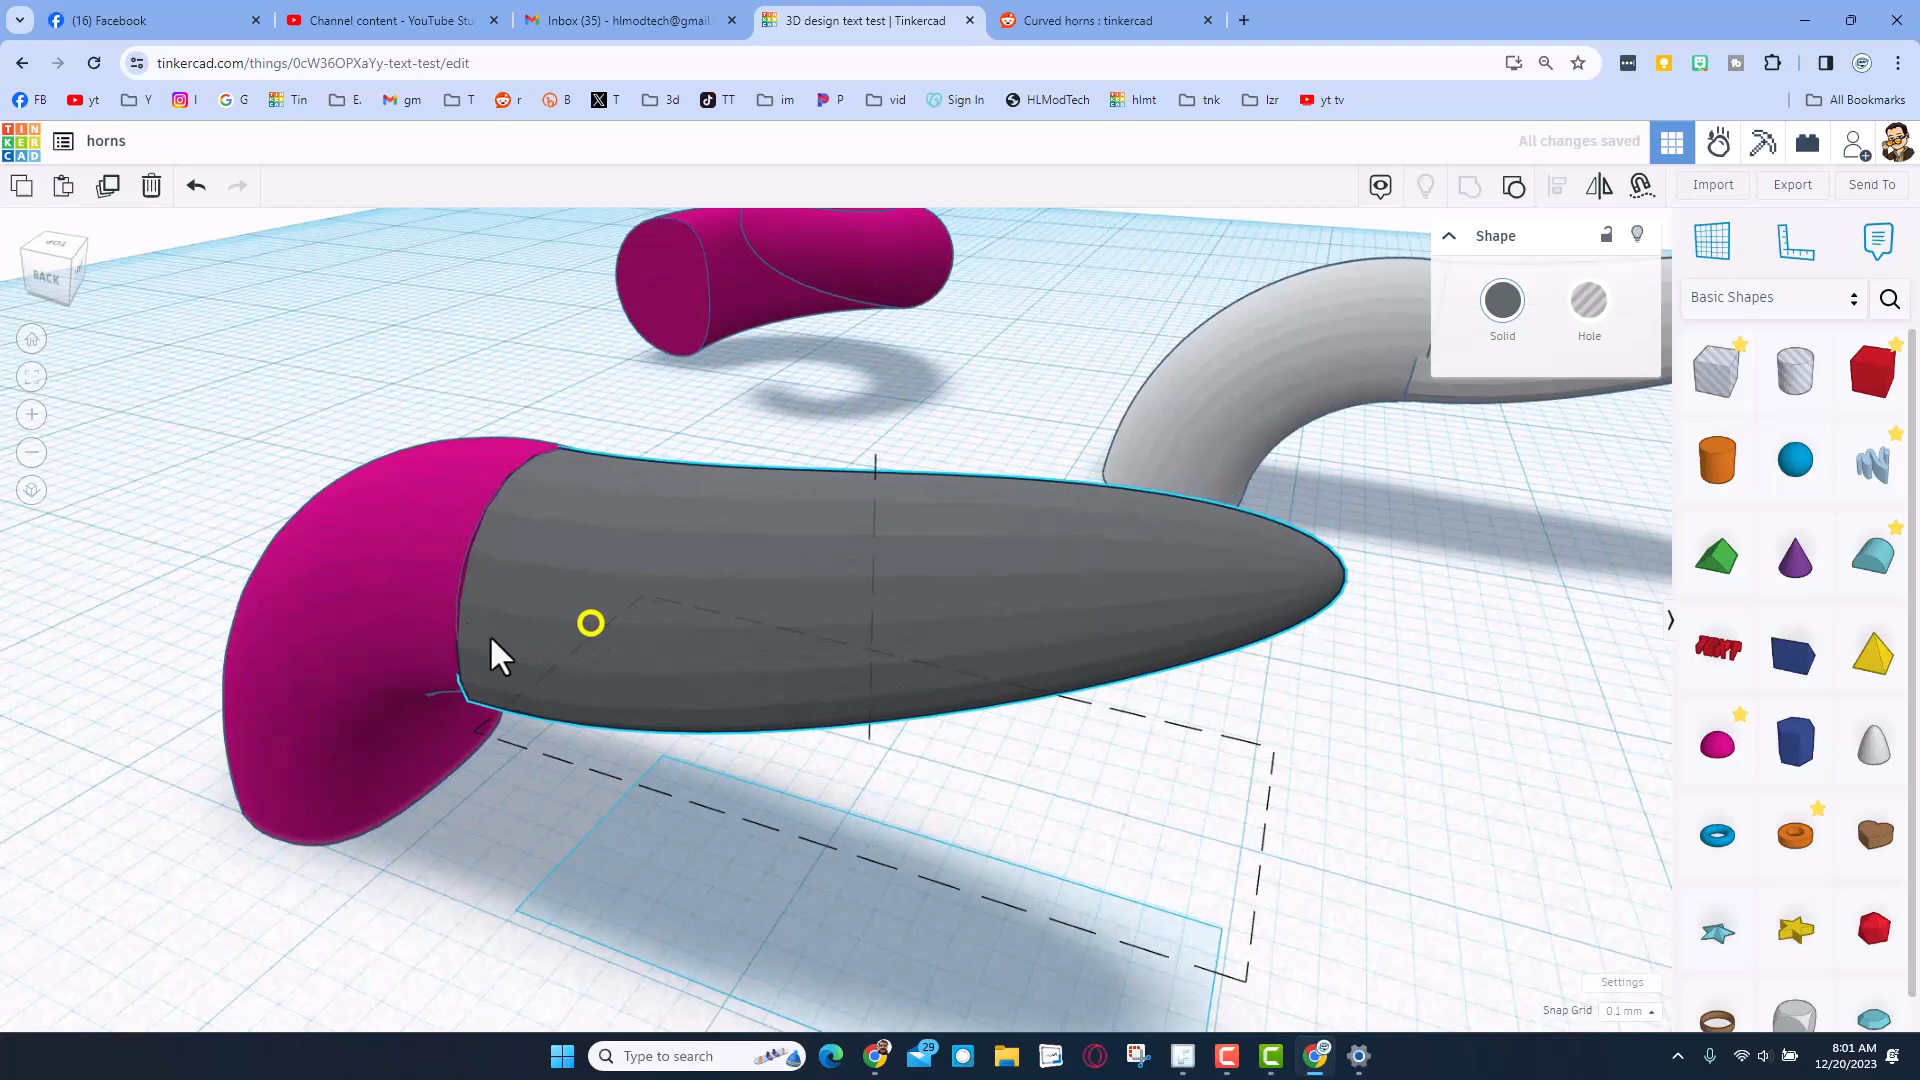 (16) Facebook
Channel content - YouTube Stu
Inbox (35) - hlmodtech@gmail.
3D design text test | Tinkercad
Curved horns : tinkercad
tinkercad.com/things/0cW36OPXaYy-text-test/edit
FB
yt
Y
I
G
Tin
E.
gm
T
r
B
T
3d
TT
im
P
vid
Sign In
HLModTech
hlmt
tnk
lzr
yt tv
All Bookmarks
TIN
KER
CAD
horns
All changes saved
Import
Export
Send To
TOP
BACK
Shape
Solid
Hole
Basic Shapes
TEXT
Settings
Snap Grid
0.1 mm
Type to search
29
8:01 AM
12/20/2023